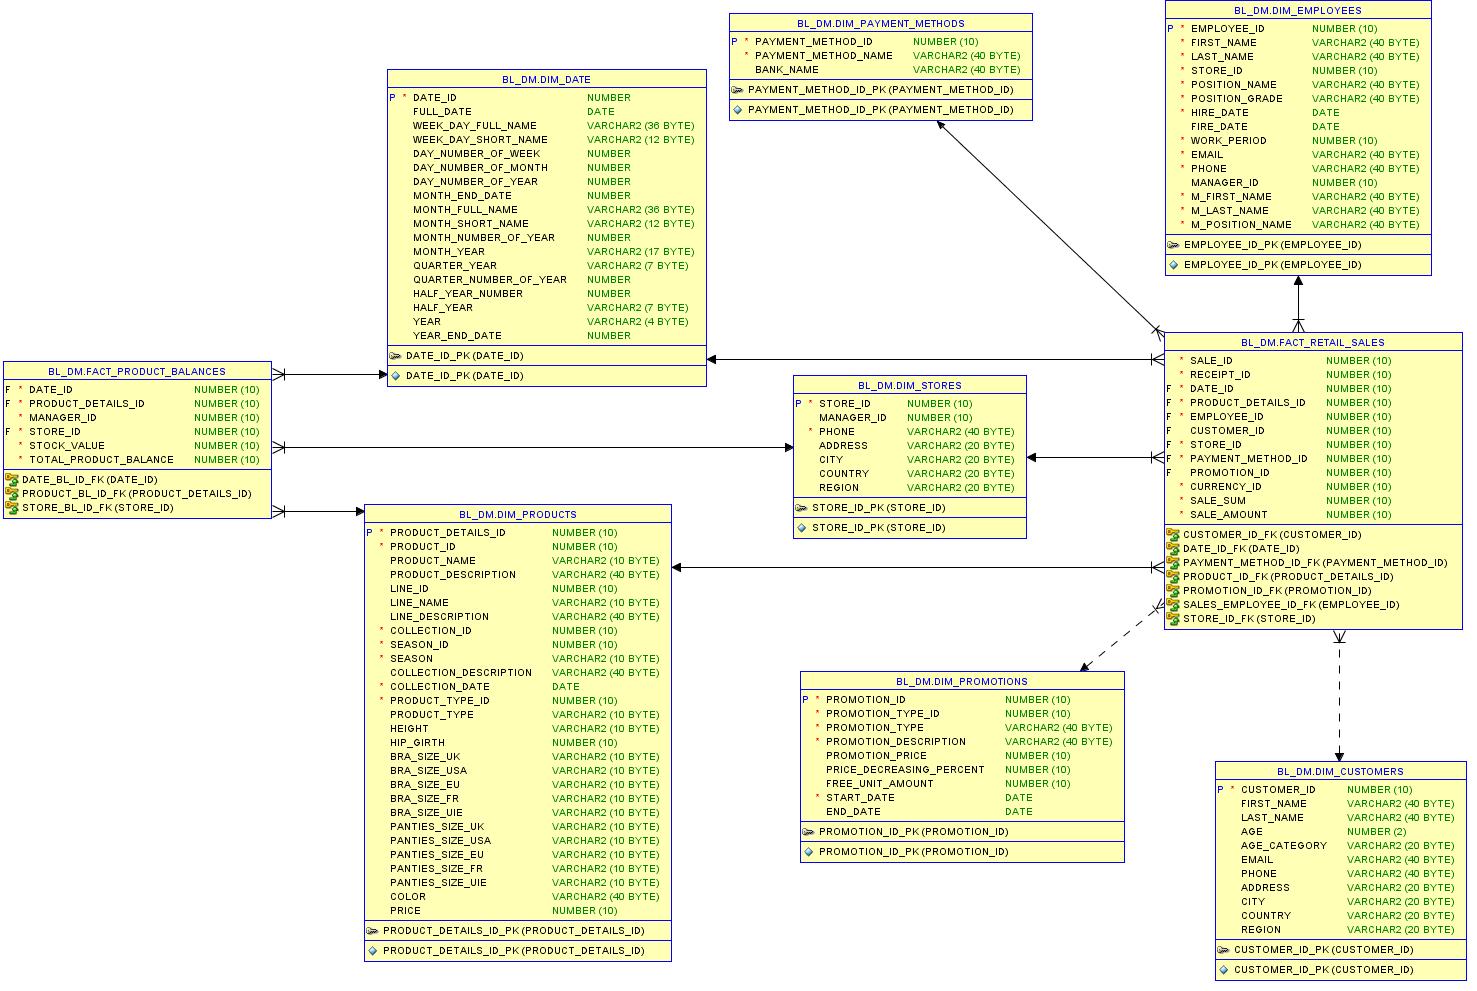 BL_DM.DIM_PAYMENT_METHODS
P * PAYMENT_METHOD_ID NUMBER (10)
* PAYMENT_METHOD_NAME VARCHAR2 (40 BYTE)
BANK_NAME VARCHAR2 (40 BYTE)
PAYMENT_METHOD_ID_PK (PAYMENT_METHOD_ID)
PAYMENT_METHOD_ID_PK (PAYMENT_METHOD_ID)
BL_DM.DIM_EMPLOYEES
P * EMPLOYEE_ID NUMBER (10)
* FIRST_NAME VARCHAR2 (40 BYTE)
* LAST_NAME VARCHAR2 (40 BYTE)
* STORE_ID NUMBER (10)
* POSITION_NAME VARCHAR2 (40 BYTE)
* POSITION_GRADE VARCHAR2 (40 BYTE)
* HIRE_DATE DATE
FIRE_DATE DATE
* WORK_PERIOD NUMBER (10)
* EMAIL VARCHAR2 (40 BYTE)
* PHONE VARCHAR2 (40 BYTE)
MANAGER_ID NUMBER (10)
* M_FIRST_NAME VARCHAR2 (40 BYTE)
* M_LAST_NAME VARCHAR2 (40 BYTE)
* M_POSITION_NAME VARCHAR2 (40 BYTE)
EMPLOYEE_ID_PK (EMPLOYEE_ID)
EMPLOYEE_ID_PK (EMPLOYEE_ID)
BL_DM.DIM_DATE
P * DATE_ID NUMBER
FULL_DATE DATE
WEEK_DAY_FULL_NAME VARCHAR2 (36 BYTE)
WEEK_DAY_SHORT_NAME VARCHAR2 (12 BYTE)
DAY_NUMBER_OF_WEEK NUMBER
DAY_NUMBER_OF_MONTH NUMBER
DAY_NUMBER_OF_YEAR NUMBER
MONTH_END_DATE NUMBER
MONTH_FULL_NAME VARCHAR2 (36 BYTE)
MONTH_SHORT_NAME VARCHAR2 (12 BYTE)
MONTH_NUMBER_OF_YEAR NUMBER
MONTH_YEAR VARCHAR2 (17 BYTE)
QUARTER_YEAR VARCHAR2 (7 BYTE)
QUARTER_NUMBER_OF_YEAR NUMBER
HALF_YEAR_NUMBER NUMBER
HALF_YEAR VARCHAR2 (7 BYTE)
YEAR VARCHAR2 (4 BYTE)
YEAR_END_DATE NUMBER
DATE_ID_PK (DATE_ID)
DATE_ID_PK (DATE_ID)
BL_DM.FACT_PRODUCT_BALANCES
F * DATE_ID NUMBER (10)
F * PRODUCT_DETAILS_ID NUMBER (10)
* MANAGER_ID NUMBER (10)
F * STORE_ID NUMBER (10)
* STOCK_VALUE NUMBER (10)
* TOTAL_PRODUCT_BALANCE NUMBER (10)
DATE_BL_ID_FK (DATE_ID)
PRODUCT_BL_ID_FK (PRODUCT_DETAILS_ID)
STORE_BL_ID_FK (STORE_ID)
BL_DM.DIM_STORES
P * STORE_ID NUMBER (10)
MANAGER_ID NUMBER (10)
* PHONE VARCHAR2 (40 BYTE)
ADDRESS VARCHAR2 (20 BYTE)
CITY VARCHAR2 (20 BYTE)
COUNTRY VARCHAR2 (20 BYTE)
REGION VARCHAR2 (20 BYTE)
STORE_ID_PK (STORE_ID)
STORE_ID_PK (STORE_ID)
BL_DM.FACT_RETAIL_SALES
* SALE_ID NUMBER (10)
* RECEIPT_ID NUMBER (10)
F * DATE_ID NUMBER (10)
F * PRODUCT_DETAILS_ID NUMBER (10)
F * EMPLOYEE_ID NUMBER (10)
F CUSTOMER_ID NUMBER (10)
F * STORE_ID NUMBER (10)
F * PAYMENT_METHOD_ID NUMBER (10)
F PROMOTION_ID NUMBER (10)
* CURRENCY_ID NUMBER (10)
* SALE_SUM NUMBER (10)
* SALE_AMOUNT NUMBER (10)
CUSTOMER_ID_FK (CUSTOMER_ID)
DATE_ID_FK (DATE_ID)
PAYMENT_METHOD_ID_FK (PAYMENT_METHOD_ID)
PRODUCT_ID_FK (PRODUCT_DETAILS_ID)
PROMOTION_ID_FK (PROMOTION_ID)
SALES_EMPLOYEE_ID_FK (EMPLOYEE_ID)
STORE_ID_FK (STORE_ID)
BL_DM.DIM_PRODUCTS
P * PRODUCT_DETAILS_ID NUMBER (10)
* PRODUCT_ID NUMBER (10)
PRODUCT_NAME VARCHAR2 (10 BYTE)
PRODUCT_DESCRIPTION VARCHAR2 (40 BYTE)
LINE_ID NUMBER (10)
LINE_NAME VARCHAR2 (10 BYTE)
LINE_DESCRIPTION VARCHAR2 (40 BYTE)
* COLLECTION_ID NUMBER (10)
* SEASON_ID NUMBER (10)
* SEASON VARCHAR2 (10 BYTE)
COLLECTION_DESCRIPTION VARCHAR2 (40 BYTE)
* COLLECTION_DATE DATE
* PRODUCT_TYPE_ID NUMBER (10)
PRODUCT_TYPE VARCHAR2 (10 BYTE)
HEIGHT VARCHAR2 (10 BYTE)
HIP_GIRTH NUMBER (10)
BRA_SIZE_UK VARCHAR2 (10 BYTE)
BRA_SIZE_USA VARCHAR2 (10 BYTE)
BRA_SIZE_EU VARCHAR2 (10 BYTE)
BRA_SIZE_FR VARCHAR2 (10 BYTE)
BRA_SIZE_UIE VARCHAR2 (10 BYTE)
PANTIES_SIZE_UK VARCHAR2 (10 BYTE)
PANTIES_SIZE_USA VARCHAR2 (10 BYTE)
PANTIES_SIZE_EU VARCHAR2 (10 BYTE)
PANTIES_SIZE_FR VARCHAR2 (10 BYTE)
PANTIES_SIZE_UIE VARCHAR2 (10 BYTE)
COLOR VARCHAR2 (40 BYTE)
PRICE NUMBER (10)
PRODUCT_DETAILS_ID_PK (PRODUCT_DETAILS_ID)
PRODUCT_DETAILS_ID_PK (PRODUCT_DETAILS_ID)
BL_DM.DIM_PROMOTIONS
P * PROMOTION_ID NUMBER (10)
* PROMOTION_TYPE_ID NUMBER (10)
* PROMOTION_TYPE VARCHAR2 (40 BYTE)
* PROMOTION_DESCRIPTION VARCHAR2 (40 BYTE)
PROMOTION_PRICE NUMBER (10)
PRICE_DECREASING_PERCENT NUMBER (10)
FREE_UNIT_AMOUNT NUMBER (10)
* START_DATE DATE
END_DATE DATE
PROMOTION_ID_PK (PROMOTION_ID)
PROMOTION_ID_PK (PROMOTION_ID)
BL_DM.DIM_CUSTOMERS
P * CUSTOMER_ID NUMBER (10)
FIRST_NAME VARCHAR2 (40 BYTE)
LAST_NAME VARCHAR2 (40 BYTE)
AGE NUMBER (2)
AGE_CATEGORY VARCHAR2 (20 BYTE)
EMAIL VARCHAR2 (40 BYTE)
PHONE VARCHAR2 (40 BYTE)
ADDRESS VARCHAR2 (20 BYTE)
CITY VARCHAR2 (20 BYTE)
COUNTRY VARCHAR2 (20 BYTE)
REGION VARCHAR2 (20 BYTE)
CUSTOMER_ID_PK (CUSTOMER_ID)
CUSTOMER_ID_PK (CUSTOMER_ID)